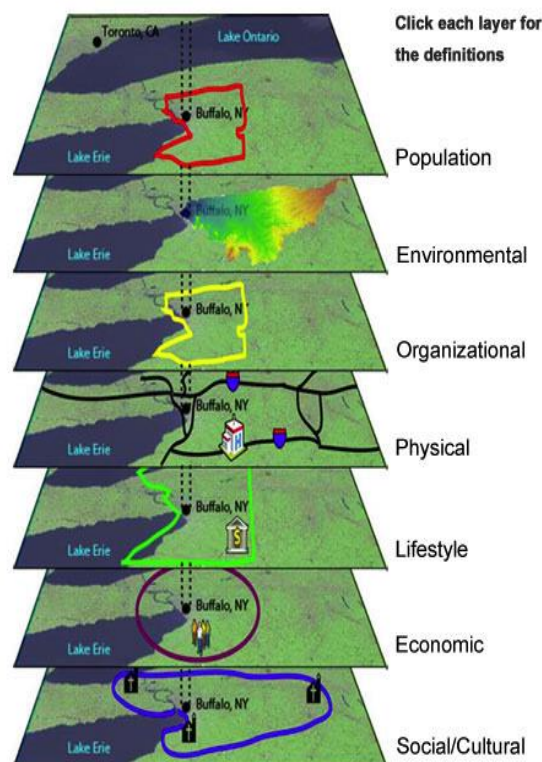 Toronto, CA
Lake Ontario
Click each layer for
the definitions
Buffalo, NY
Lake Erie
Population
Buffalo, NY
Lake Erie
Environmental
Buffalo, N
Lake Erie
Organizational
Buffalo, NY
H
Lake Erie
Physical
Buffalo, NY
$
Lake Erie
Lifestyle
Buffalo, NY
Lake Erie
Economic
Buffalo, NY
Lake Erie
Social/Cultural